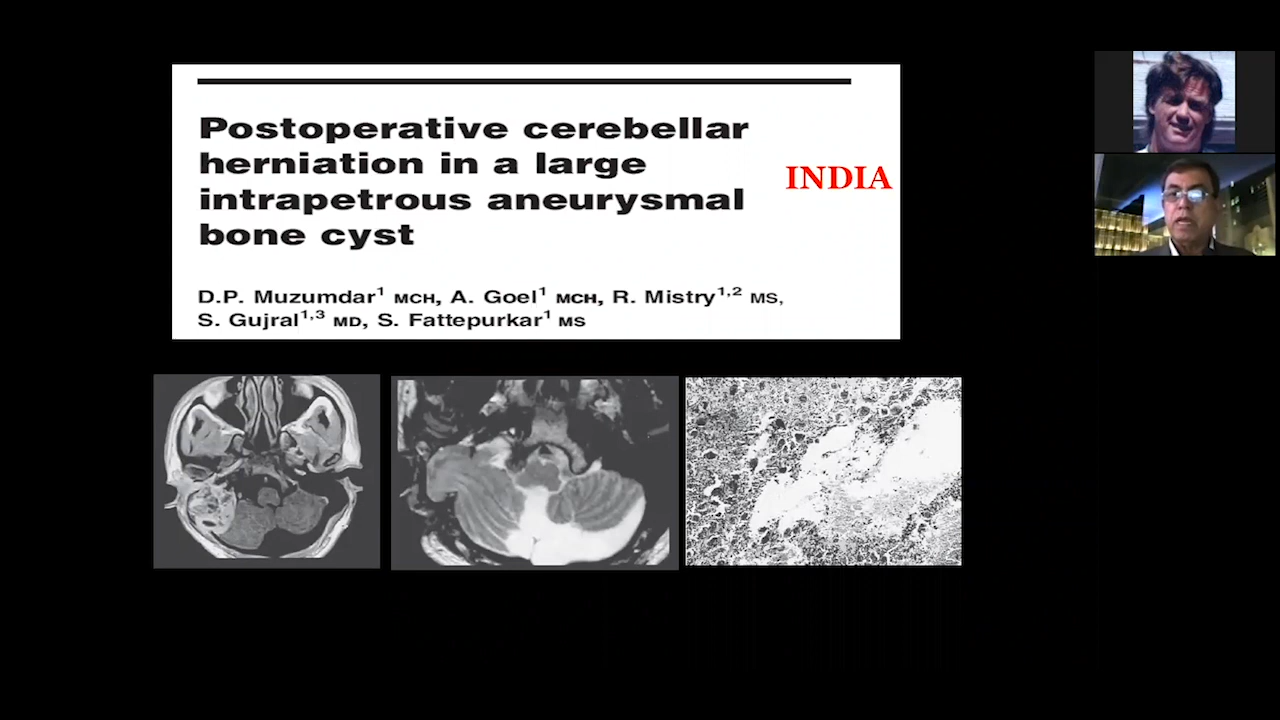 Postoperative cerebellar
herniation in a large
intrapetrous aneurysmal
bone cyst
INDIA
D.P. Muzumdar¹ MCH, A. Goel¹ MCH, R. Mistry¹,² MS,
S. Gujral¹,³ MD, S. Fattepurkar¹ MS